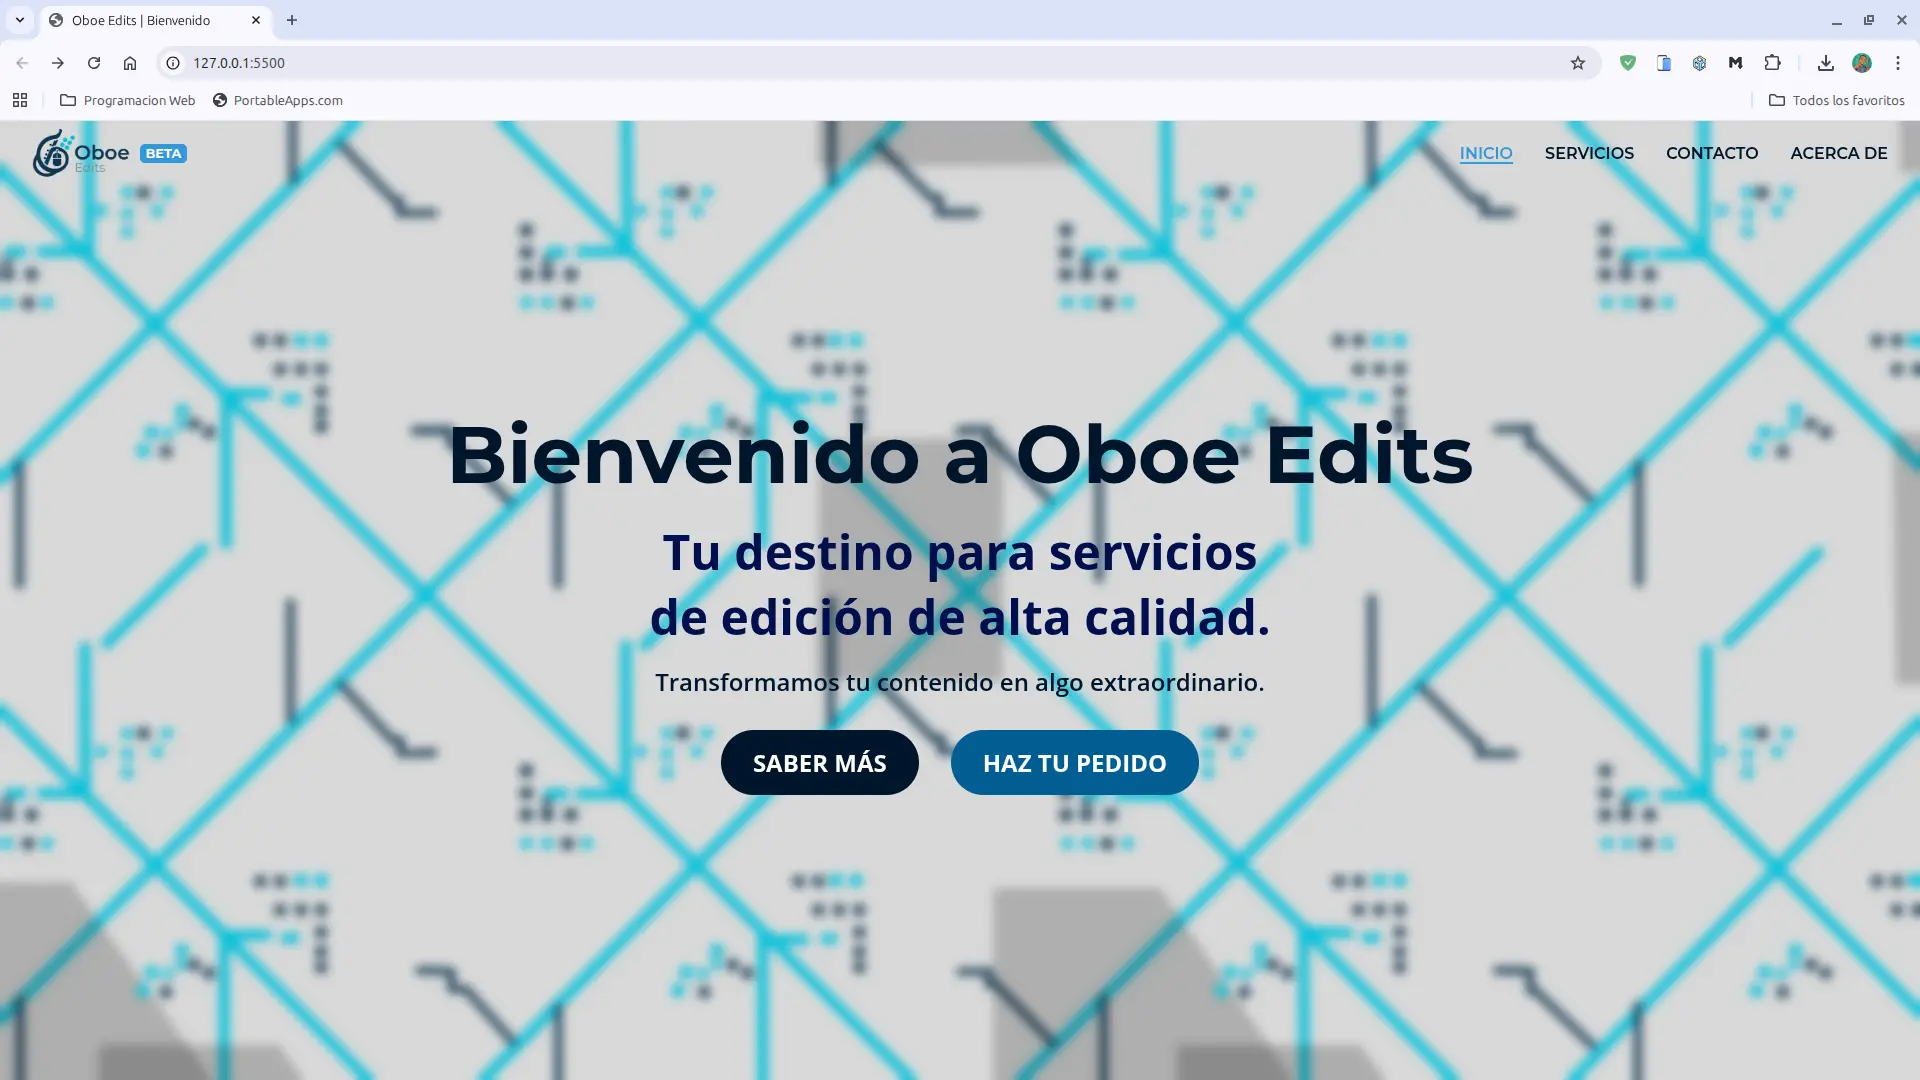 Oboe Edits | Bienvenido
127.0.0.1:5500
Programacion Web
PortableApps.com
Todos los favoritos
Oboe
Edits
BETA
INICIO
SERVICIOS
CONTACTO
ACERCA DE
Bienvenido a Oboe Edits
Tu destino para servicios
de edición de alta calidad.
Transformamos tu contenido en algo extraordinario.
SABER MÁS
HAZ TU PEDIDO